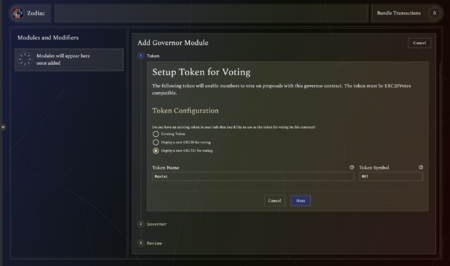 Zodiac
Bundle Transactions 0
Modules and Modifiers
Modules will appear here
once added
Add Governor Module
Cancel
1 Token
Setup Token for Voting
The following token will enable members to vote on proposals with this governor contract. The token must be ERC20Votes
compatible.
Token Configuration
Do you have an existing token in your safe that you'd like to use as the token for voting in this contract?
Existing Token
Deploy a new ERC20 for voting
Deploy a new ERC721 for voting
Token Name
Token Symbol
Cancel
Next
2 Governor
3 Review